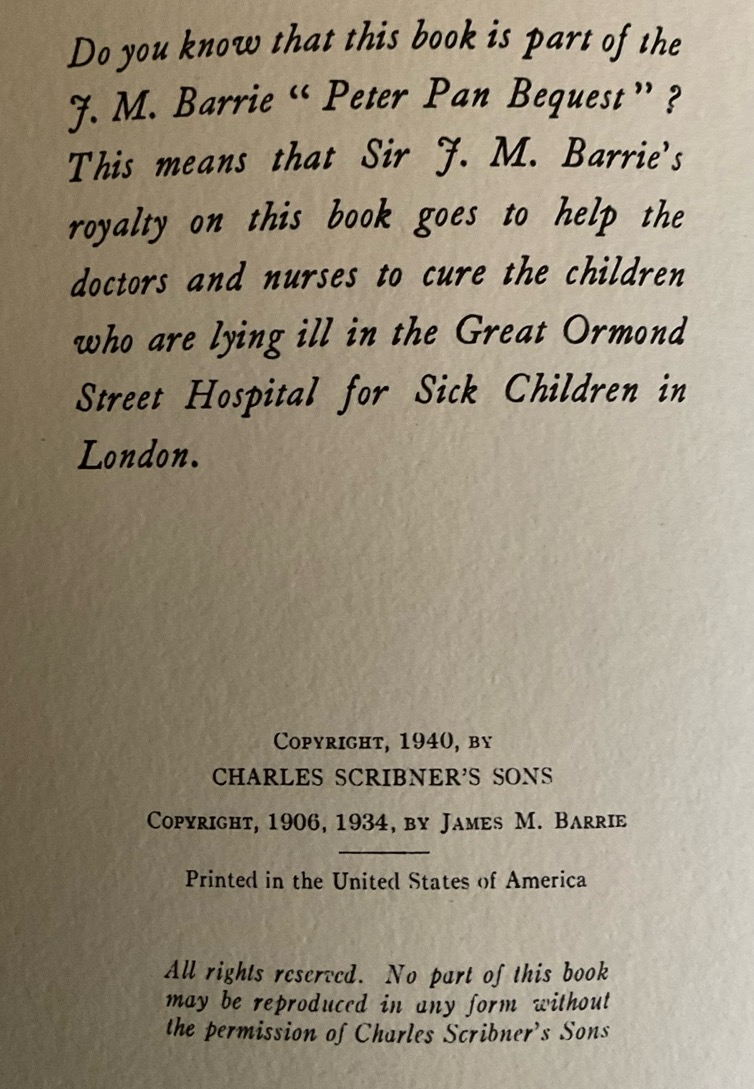 Do you know that this book is part of the
J. M. Barrie “ Peter Pan Bequest ” ?
This means that Sir J. M. Barrie's
royalty on this book goes to help the
doctors and nurses to cure the children
who are lying ill in the Great Ormond
Street Hospital for Sick Children in
London.
Copyright, 1940, by
CHARLES SCRIBNER'S SONS
Copyright, 1906, 1934, by James M. Barrie
Printed in the United States of America
All rights reserved. No part of this book
may be reproduced in any form without
the permission of Charles Scribner's Sons